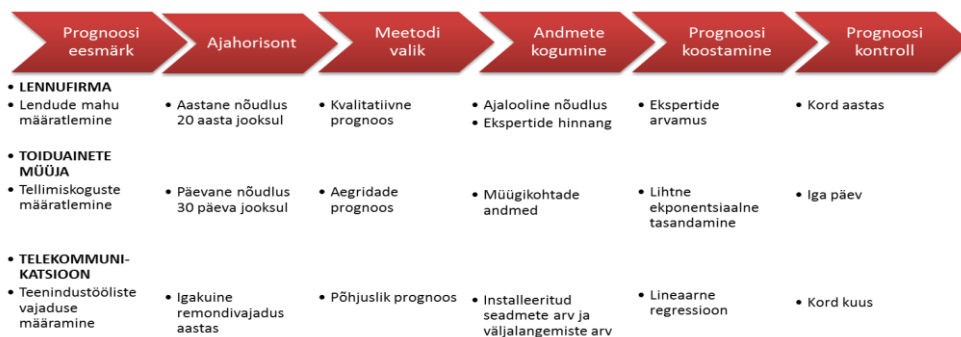 Prognoosi
eesmärk
Ajahorisont
Meetodi
valik
Andmete
kogumine
Prognoosi
koostamine
Prognoosi
kontroll
• LENNUFIRMA
• Lendude mahu
määratlemine
• Aastane nõudlus
20 aasta jooksul
• Kvalitatiivne
prognoos
• Ajalooline nõudlus
• Ekspertide hinnang
• Ekspertide
arvamus
• Kord aastas
• TOIDUAINETE
MÜÜJA
• Tellimiskoguste
määratlemine
• Päevane nõudlus
30 päeva jooksul
• Aegridade
prognoos
• Müügikohtade
andmed
• Lihtne
ekponentsiaalne
tasandamine
• Iga päev
• TELEKOMMUNI-
KATSIOON
• Teenindustööliste
vajaduse
määramine
• Igakuine
remondivajadus
aastas
• Põhjuslik prognoos
• Installeeritud
seadmete arv ja
väljalangemiste arv
• Lineaarne
regressioon
• Kord kuus